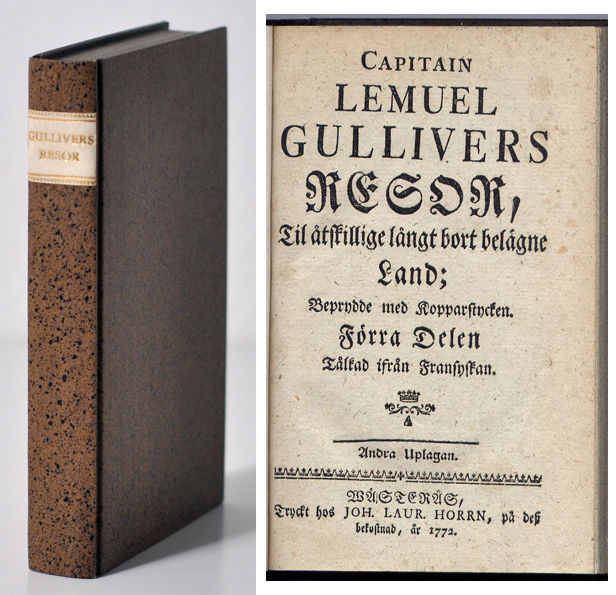 GULLIVERS
RESOR
CAPITAIN
LEMUEL
GULLIVERS
RESOR,
Til åtskillige långt bort belägne
Land;
Beprydde med Kopparstycken.
Förra Delen
Tålkad ifrån Fransyskan.
Andra Uplagan.
WÄSTERÅS,
Tryckt hos JOH. LAUR. HORRN, på deß
bekostnad, år 1772.